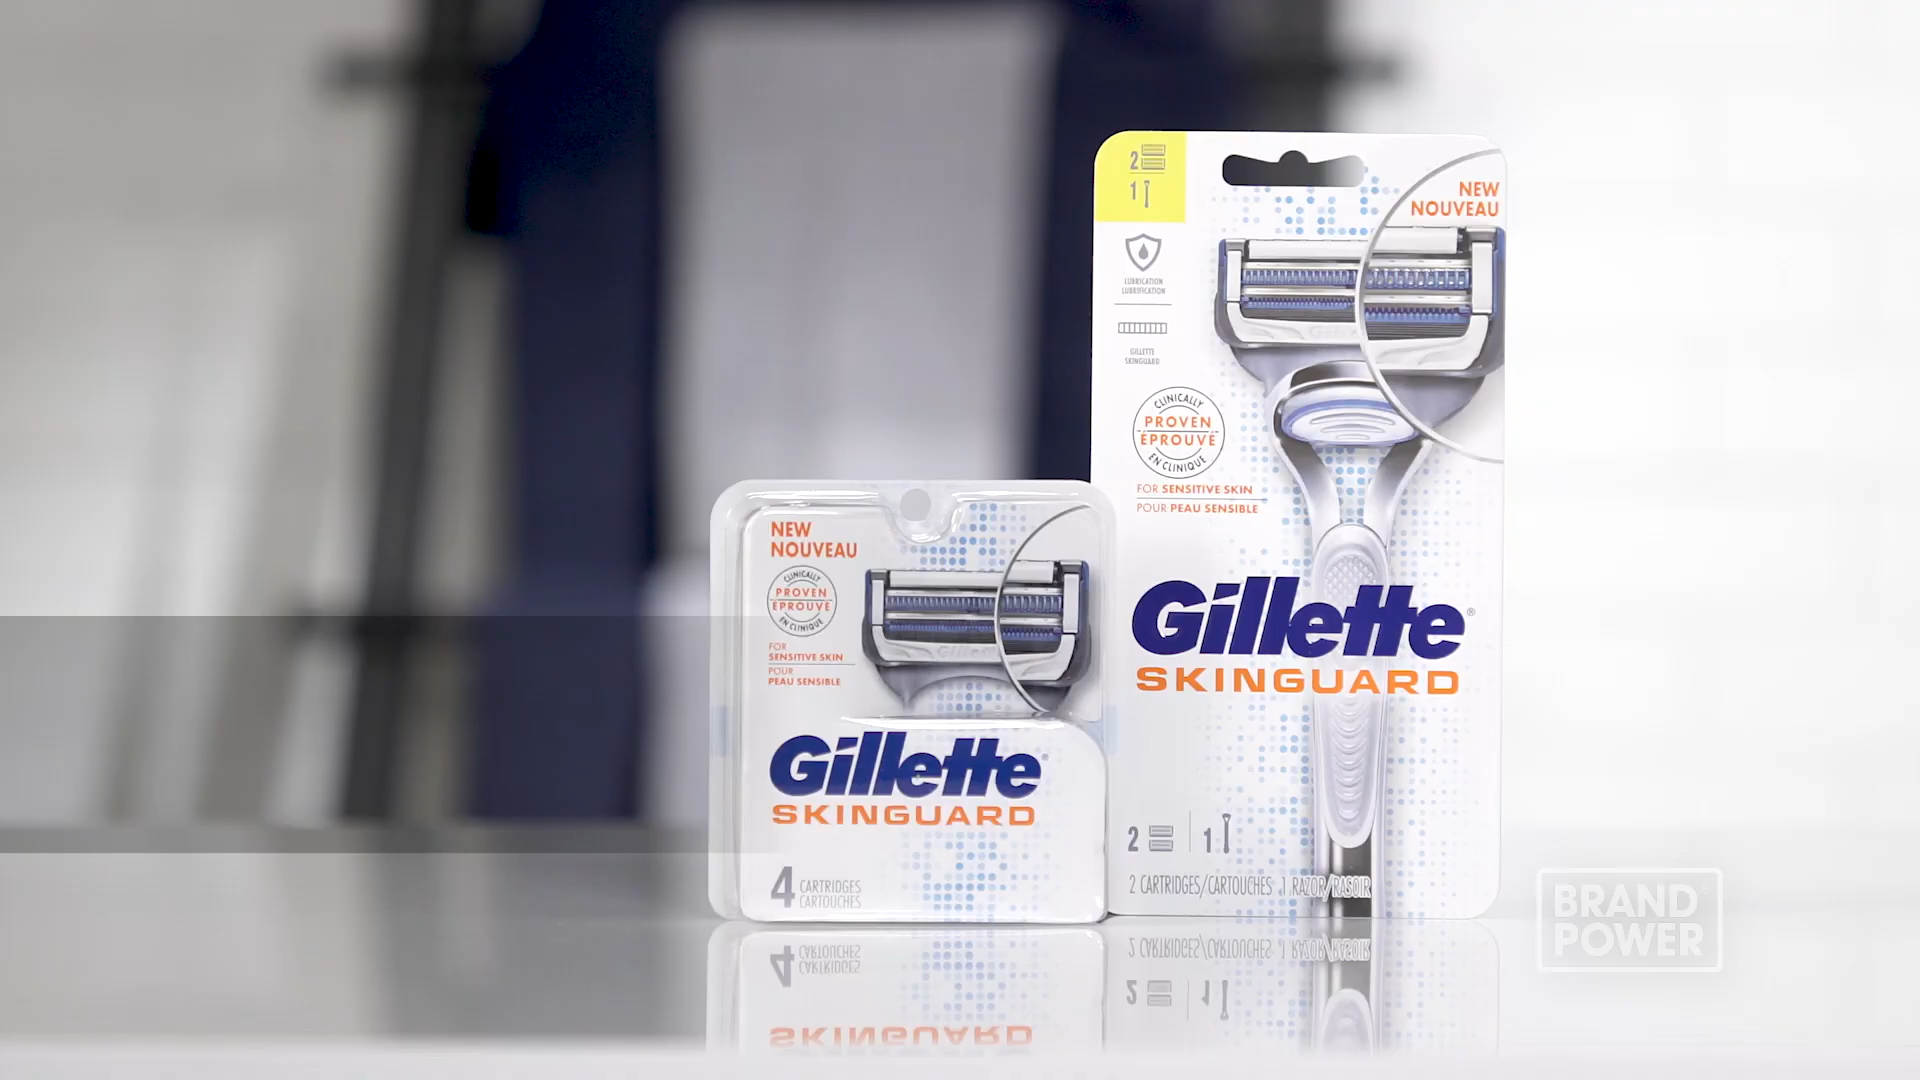 NEW
NOUVEAU
CLINICALLY
PROVEN
ÉPROUVÉ
EN CLINIQUE
FOR
SENSITIVE SKIN
POUR
PEAU SENSIBLE
Gillette
SKINGUARD
4 CARTRIDGES
CARTOUCHES
2
1
NEW
NOUVEAU
LUBRICATION
LUBRIFICATION
GILLETTE
SKINGUARD
CLINICALLY
PROVEN
ÉPROUVÉ
EN CLINIQUE
FOR SENSITIVE SKIN
POUR PEAU SENSIBLE
Gillette®
SKINGUARD
2 1
2 CARTRIDGES/CARTOUCHES 1 RAZOR/RASOIR
BRAND®
POWER